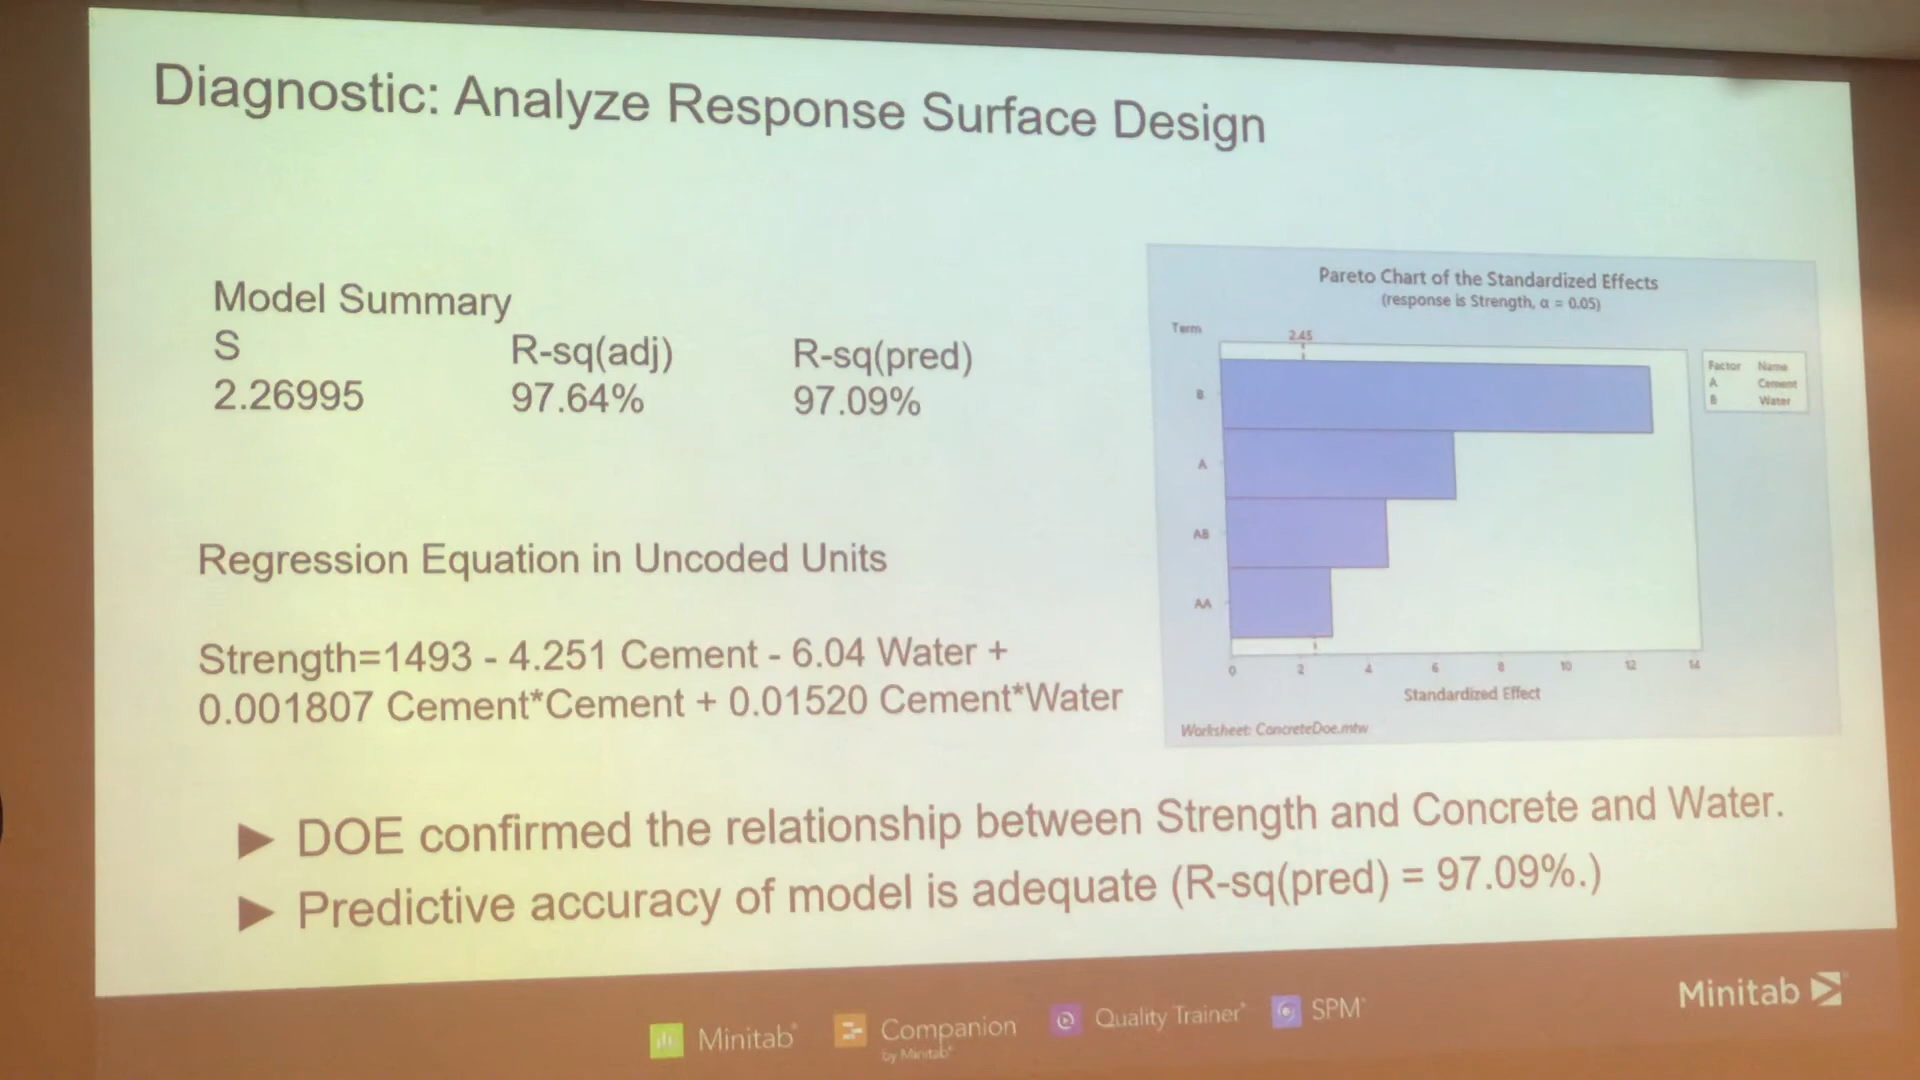 Diagnostic: Analyze Response Surface Design
Model Summary
S R-sq(adj) R-sq(pred)
2.26995 97.64% 97.09%
Regression Equation in Uncoded Units
Strength=1493 - 4.251 Cement - 6.04 Water +
0.001807 Cement*Cement + 0.01520 Cement*Water
Pareto Chart of the Standardized Effects
(response is Strength, α = 0.05)
Term
2.45
Factor Name
A Cement
B Water
B
A
AB
AA
0 2 4 6 8 10 12 14
Standardized Effect
Worksheet: ConcreteDoe.mtw
► DOE confirmed the relationship between Strength and Concrete and Water.
► Predictive accuracy of model is adequate (R-sq(pred) = 97.09%.)
Minitab
Minitab®
Companion
by Minitab®
Quality Trainer®
SPM®